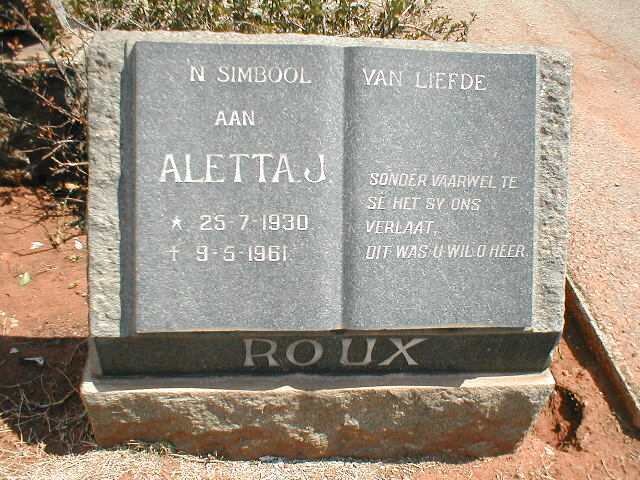 'N SIMBOOL VAN LIEFDE
AAN
ALETTA.J.
★ 25-7-1930
† 9-5-1961
SONDER VAARWEL TE
SÊ HET SY ONS
VERLAAT,
DIT WAS U WIL O HEER
ROUX